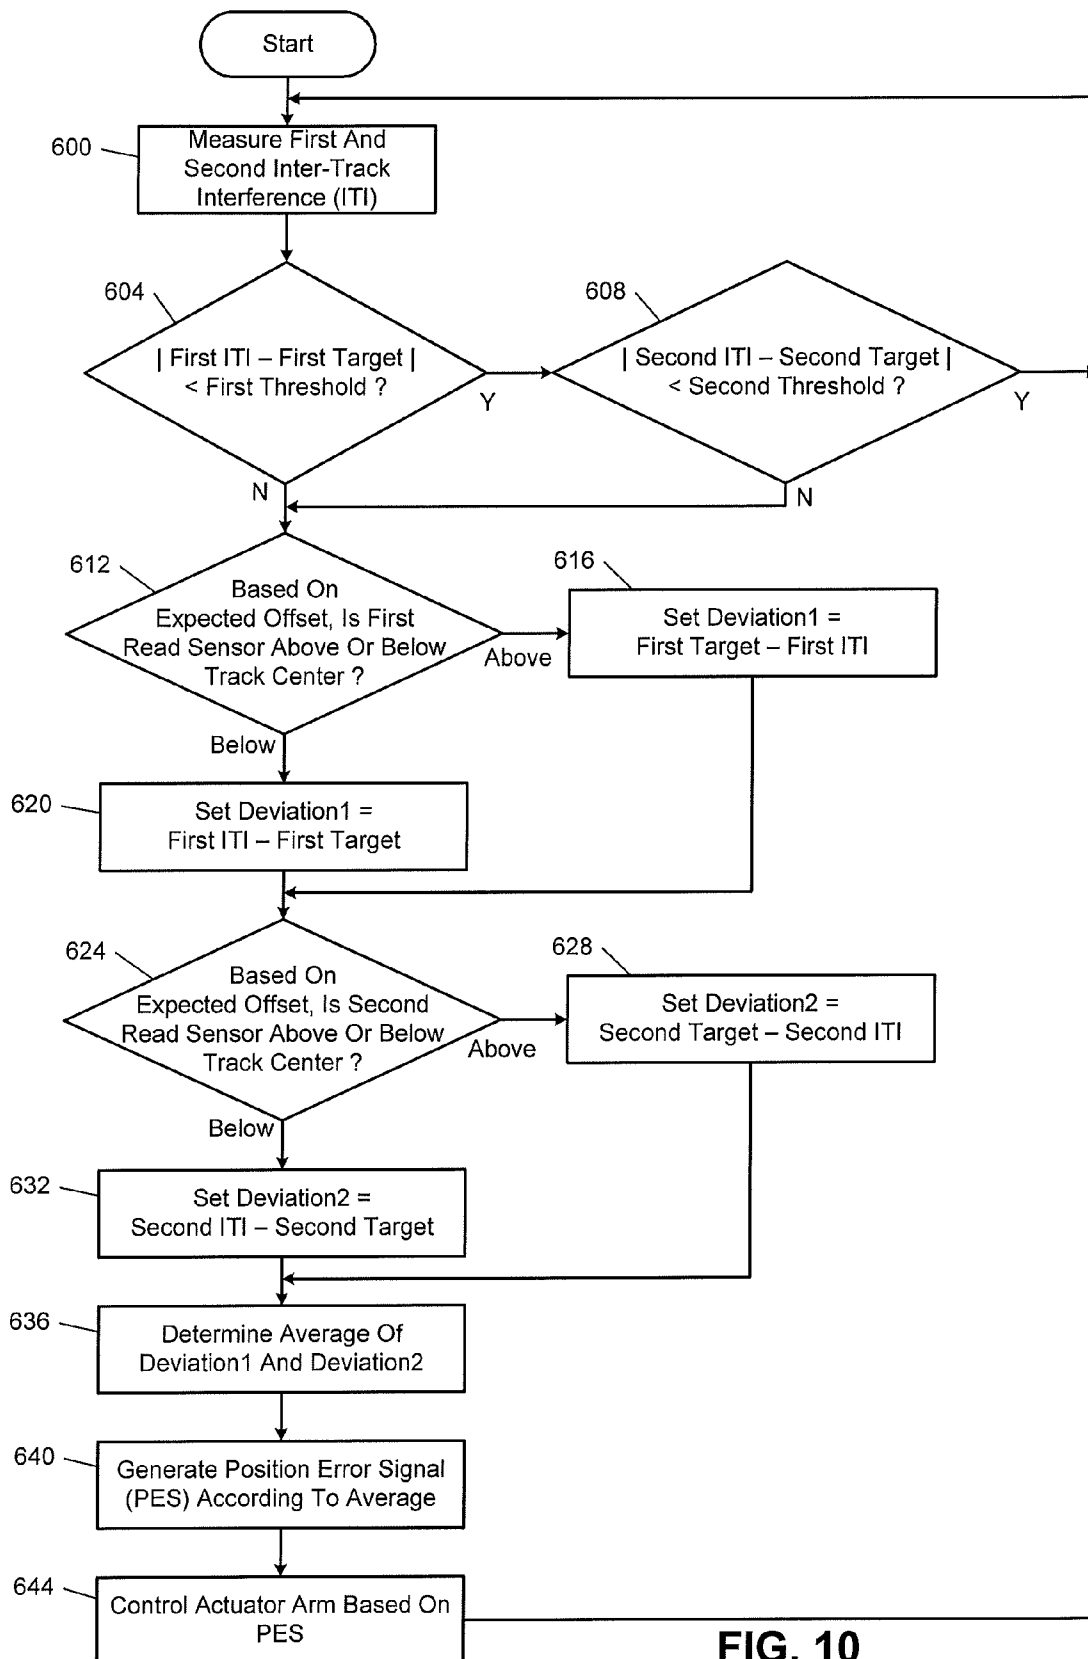 Start
600
Measure First And
Second Inter-Track
Interference (ITI)
604
| First ITI – First Target |
< First Threshold ?
Y
N
608
| Second ITI – Second Target |
< Second Threshold ?
Y
N
612
Based On
Expected Offset, Is First
Read Sensor Above Or Below
Track Center ?
Above
Below
616
Set Deviation1 =
First Target – First ITI
620
Set Deviation1 =
First ITI – First Target
624
Based On
Expected Offset, Is Second
Read Sensor Above Or Below
Track Center ?
Above
Below
628
Set Deviation2 =
Second Target – Second ITI
632
Set Deviation2 =
Second ITI – Second Target
636
Determine Average Of
Deviation1 And Deviation2
640
Generate Position Error Signal
(PES) According To Average
644
Control Actuator Arm Based On
PES
FIG. 10